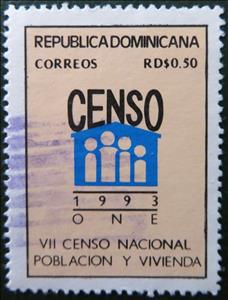 REPUBLICA DOMINICANA
CORREOS RD$0.50
CENSO
1993
ONE
VII CENSO NACIONAL
POBLACION Y VIVIENDA